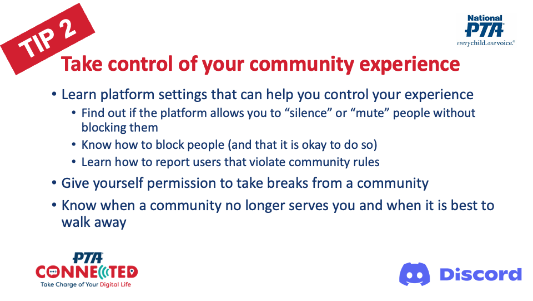 TIP 2
National
PTA
every child. one voice.
Take control of your community experience
• Learn platform settings that can help you control your experience
• Find out if the platform allows you to “silence” or “mute” people without
blocking them
• Know how to block people (and that it is okay to do so)
• Learn how to report users that violate community rules
• Give yourself permission to take breaks from a community
• Know when a community no longer serves you and when it is best to
walk away
PTA
CONNECTED
Take Charge of Your Digital Life
Discord